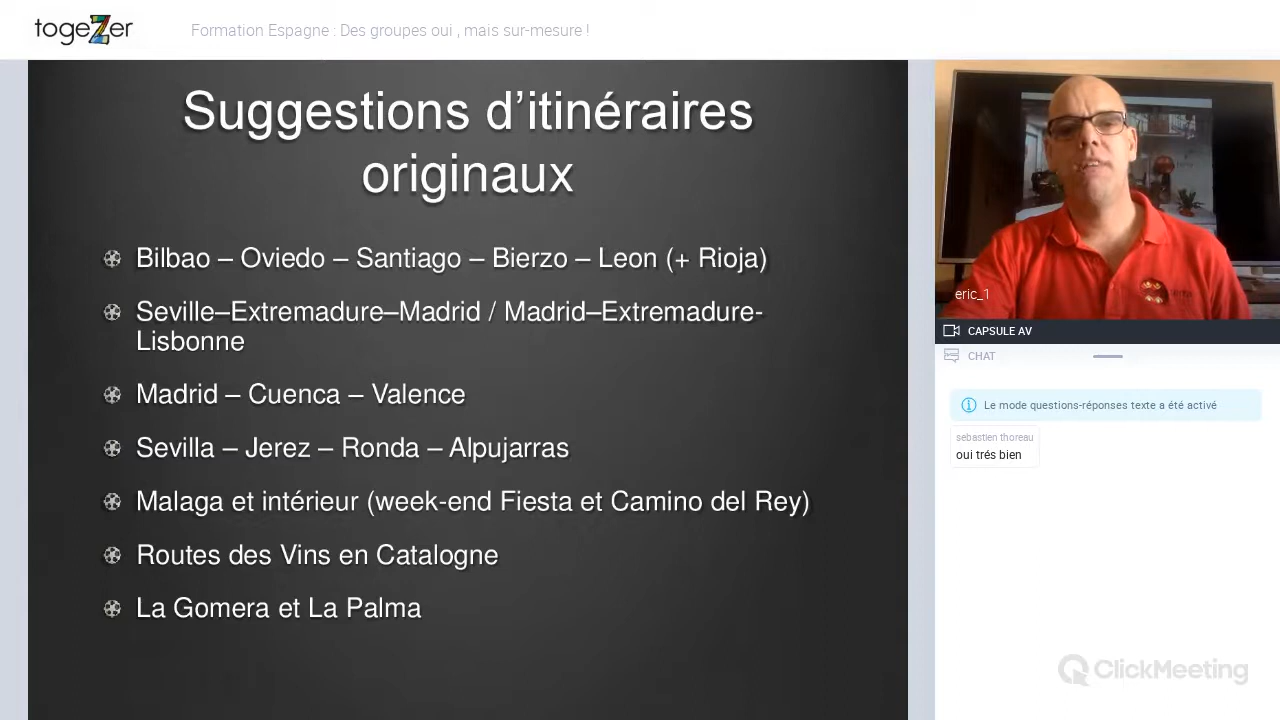 togeZer
Formation Espagne : Des groupes oui , mais sur-mesure !
Suggestions d’itinéraires
originaux
Bilbao – Oviedo – Santiago – Bierzo – Leon (+ Rioja)
Seville–Extremadure–Madrid / Madrid–Extremadure-
Lisbonne
Madrid – Cuenca – Valence
Sevilla – Jerez – Ronda – Alpujarras
Malaga et intérieur (week-end Fiesta et Camino del Rey)
Routes des Vins en Catalogne
La Gomera et La Palma
eric_1
CAPSULE AV
CHAT
Le mode questions-réponses texte a été activé
sebastien thoreau
oui trés bien
ClickMeeting